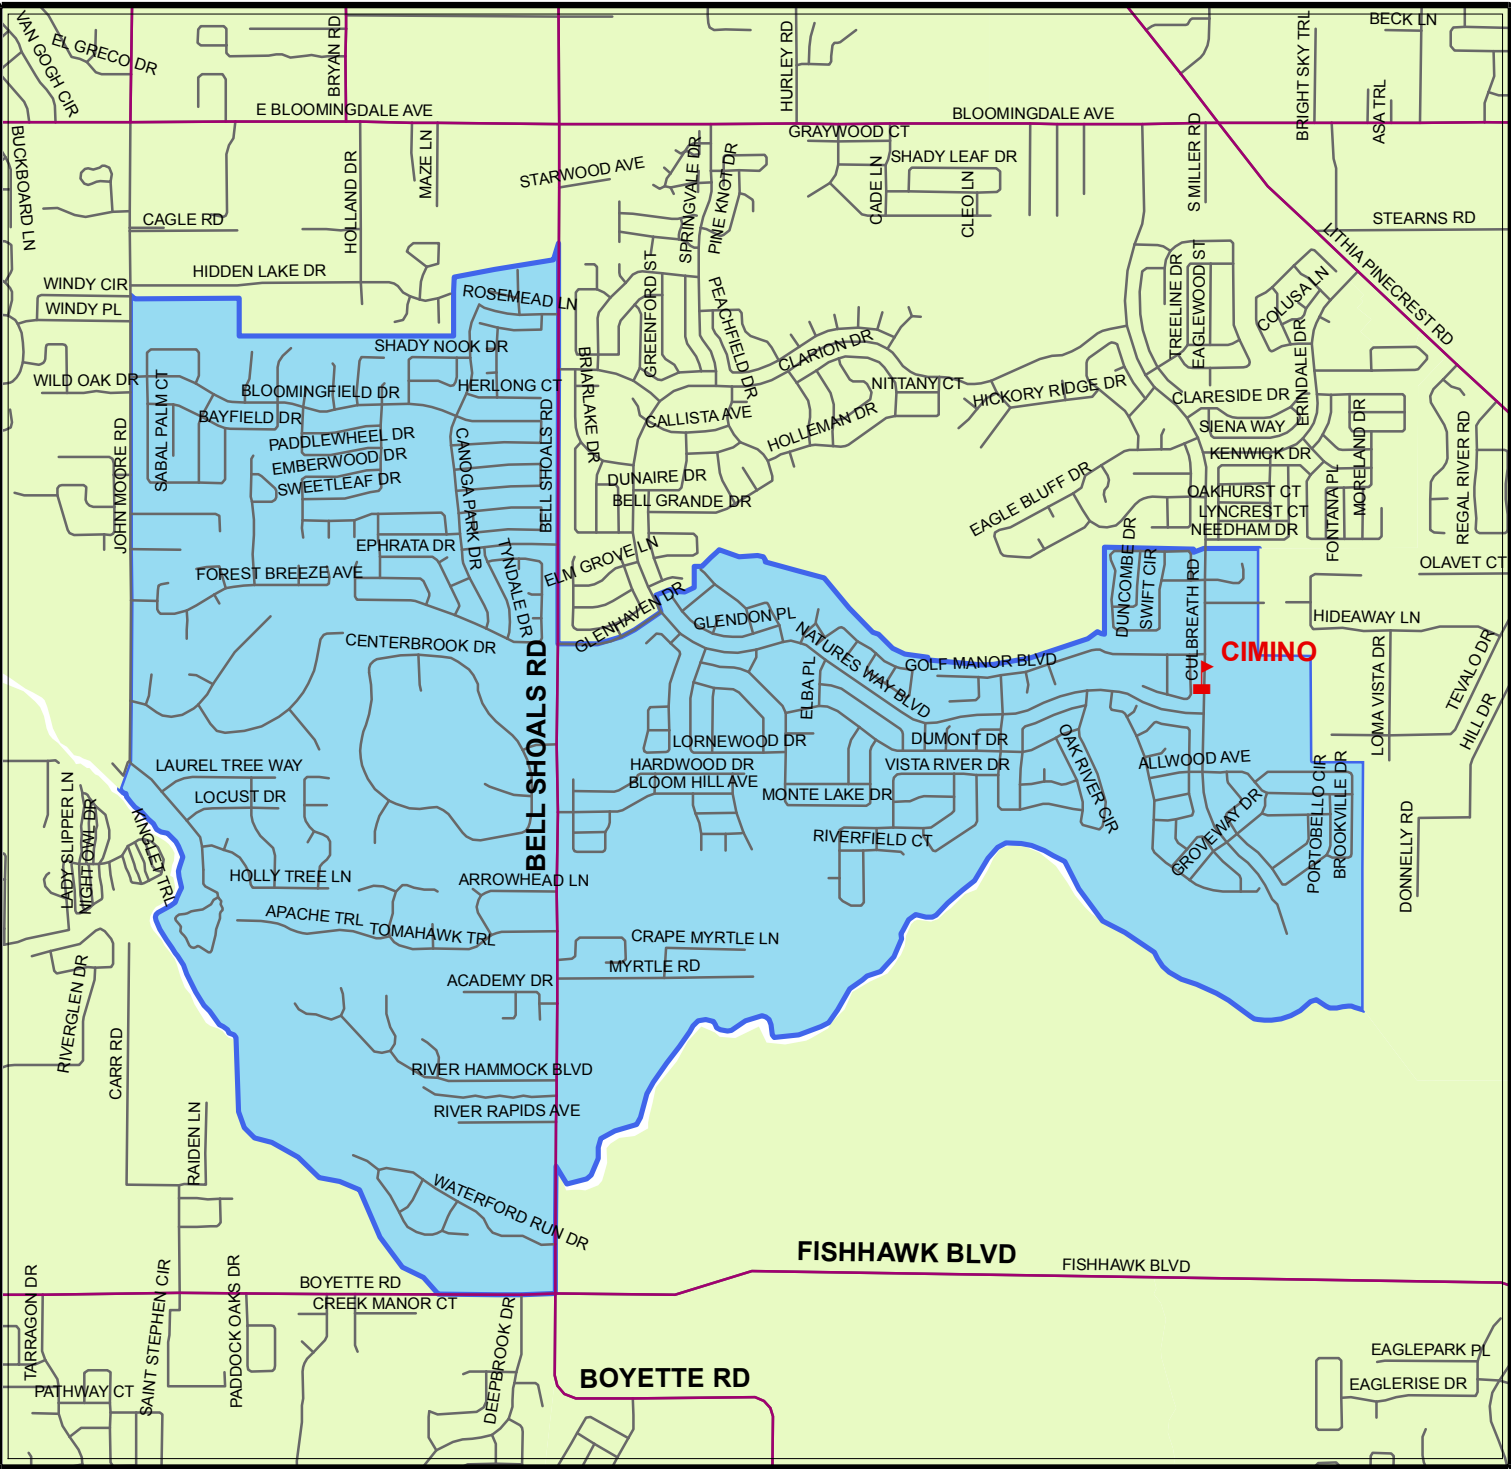 BECK LN
VAN GOGH CIR
EL GRECO DR
BRYAN RD
HURLEY RD
BRIGHT SKY TRL
ASA TRL
E BLOOMINGDALE AVE
BLOOMINGDALE AVE
BUCKBOARD LN
MAZE LN
HOLLAND DR
STARWOOD AVE
SPRINGVALE DR
PINE KNOT DR
GRAYWOOD CT
SHADY LEAF DR
CADE LN
CLEO LN
S MILLER RD
CAGLE RD
STEARNS RD
LITHIA PINECREST RD
HIDDEN LAKE DR
WINDY CIR
WINDY PL
ROSEMEAD LN
GREENFORD ST
PEACHFIELD DR
TREELINE DR
EAGLEWOOD ST
COLUSA LN
ERINDALE DR
SHADY NOOK DR
BRIARLAKE DR
CLARION DR
WILD OAK DR
SABAL PALM CT
BLOOMINGFIELD DR
HERLONG CT
NITTANY CT
HICKORY RIDGE DR
CLARESIDE DR
BAYFIELD DR
CALLISTA AVE
HOLLEMAN DR
SIENA WAY
JOHN MOORE RD
PADDLEWHEEL DR
EMBERWOOD DR
SWEETLEAF DR
CANOGA PARK DR
BELL SHOALS RD
DUNAIRE DR
BELL GRANDE DR
KENWICK DR
MORELAND DR
FONTANA PL
REGAL RIVER RD
EAGLE BLUFF DR
OAKHURST CT
LYNCREST CT
NEEDHAM DR
EPHRATA DR
TYNDALE DR
ELM GROVE LN
OLAVET CT
FOREST BREEZE AVE
DUNCOMBE DR
SWIFT CIR
CULBREATH RD
GLENHAVEN DR
GLENDON PL
HIDEAWAY LN
CENTERBROOK DR
NATURES WAY BLVD
GOLF MANOR BLVD
CIMINO
LOMA VISTA DR
TEVALO DR
HILL DR
ELBA PL
BELL SHOALS RD
LORNEWOOD DR
DUMONT DR
OAK RIVER CIR
ALLWOOD AVE
LAUREL TREE WAY
HARDWOOD DR
VISTA RIVER DR
BLOOM HILL AVE
LOCUST DR
MONTE LAKE DR
PORTOBELLO CIR
BROOKVILLE DR
LADY SLIPPER LN
NIGHT OWL DR
KINGLET TRL
RIVERFIELD CT
GROVEWAY DR
DONNELLY RD
HOLLY TREE LN
ARROWHEAD LN
APACHE TRL
TOMAHAWK TRL
CRAPE MYRTLE LN
MYRTLE RD
ACADEMY DR
RIVERGLEN DR
CARR RD
RIVER HAMMOCK BLVD
RIVER RAPIDS AVE
RAIDEN LN
WATERFORD RUN DR
FISHHAWK BLVD
FISHHAWK BLVD
BOYETTE RD
CREEK MANOR CT
TARRAGON DR
SAINT STEPHEN CIR
PADDOCK OAKS DR
DEEPBROOK DR
BOYETTE RD
PATHWAY CT
EAGLEPARK PL
EAGLERISE DR